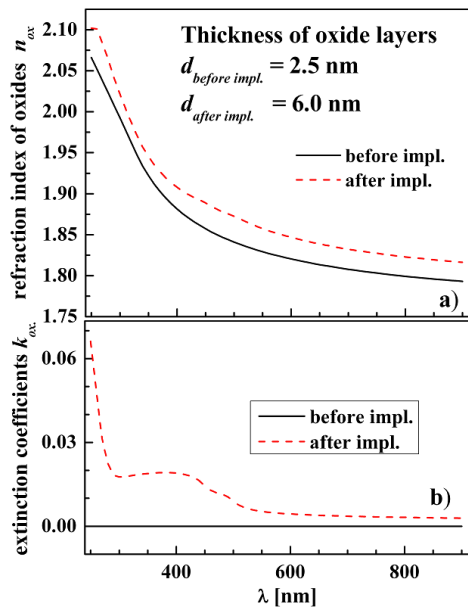 refraction index of oxides n_ox
2.10
2.05
2.00
1.95
1.90
1.85
1.80
1.75
Thickness of oxide layers
d_before impl. = 2.5 nm
d_after impl. = 6.0 nm
before impl.
after impl.
a)
extinction coefficients k_ox.
0.06
0.03
0.00
before impl.
after impl.
b)
400
600
800
λ [nm]